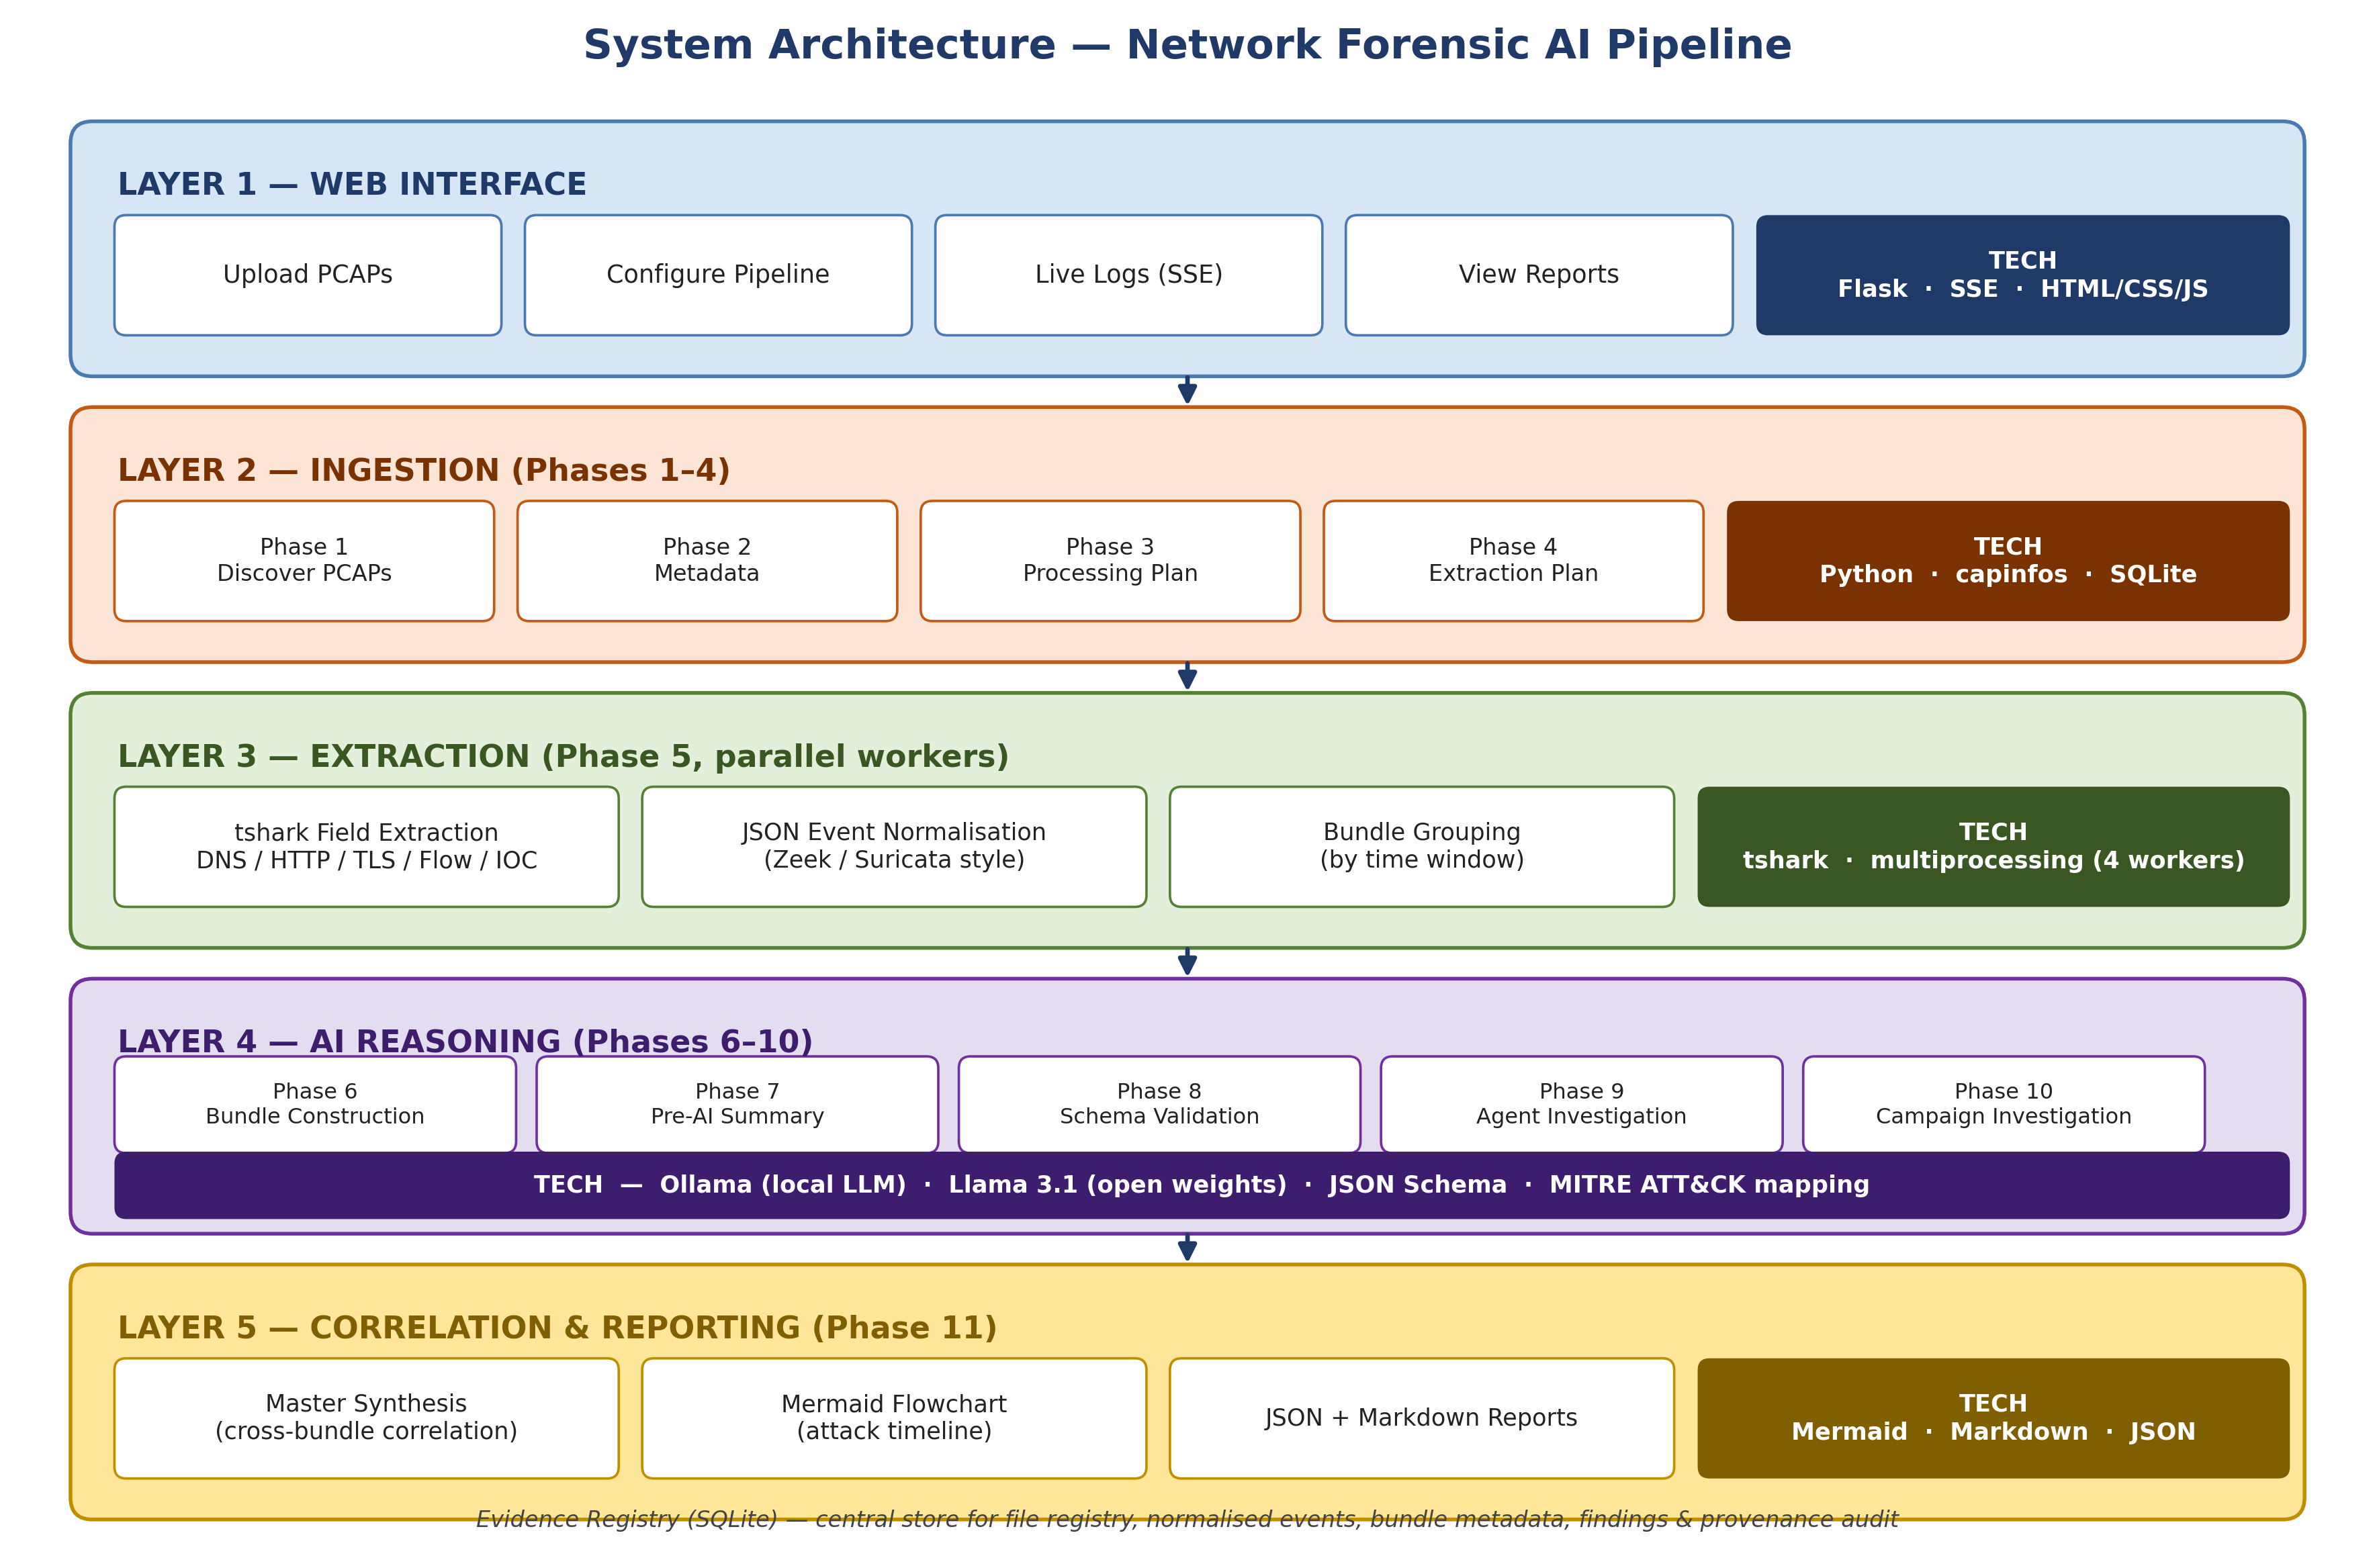 System Architecture — Network Forensic AI Pipeline
LAYER 1 — WEB INTERFACE
Upload PCAPs
Configure Pipeline
Live Logs (SSE)
View Reports
TECH
Flask · SSE · HTML/CSS/JS
LAYER 2 — INGESTION (Phases 1–4)
Phase 1
Discover PCAPs
Phase 2
Metadata
Phase 3
Processing Plan
Phase 4
Extraction Plan
TECH
Python · capinfos · SQLite
LAYER 3 — EXTRACTION (Phase 5, parallel workers)
tshark Field Extraction
DNS / HTTP / TLS / Flow / IOC
JSON Event Normalisation
(Zeek / Suricata style)
Bundle Grouping
(by time window)
TECH
tshark · multiprocessing (4 workers)
LAYER 4 — AI REASONING (Phases 6–10)
Phase 6
Bundle Construction
Phase 7
Pre-AI Summary
Phase 8
Schema Validation
Phase 9
Agent Investigation
Phase 10
Campaign Investigation
TECH — Ollama (local LLM) · Llama 3.1 (open weights) · JSON Schema · MITRE ATT&CK mapping
LAYER 5 — CORRELATION & REPORTING (Phase 11)
Master Synthesis
(cross-bundle correlation)
Mermaid Flowchart
(attack timeline)
JSON + Markdown Reports
TECH
Mermaid · Markdown · JSON
Evidence Registry (SQLite) — central store for file registry, normalised events, bundle metadata, findings & provenance audit